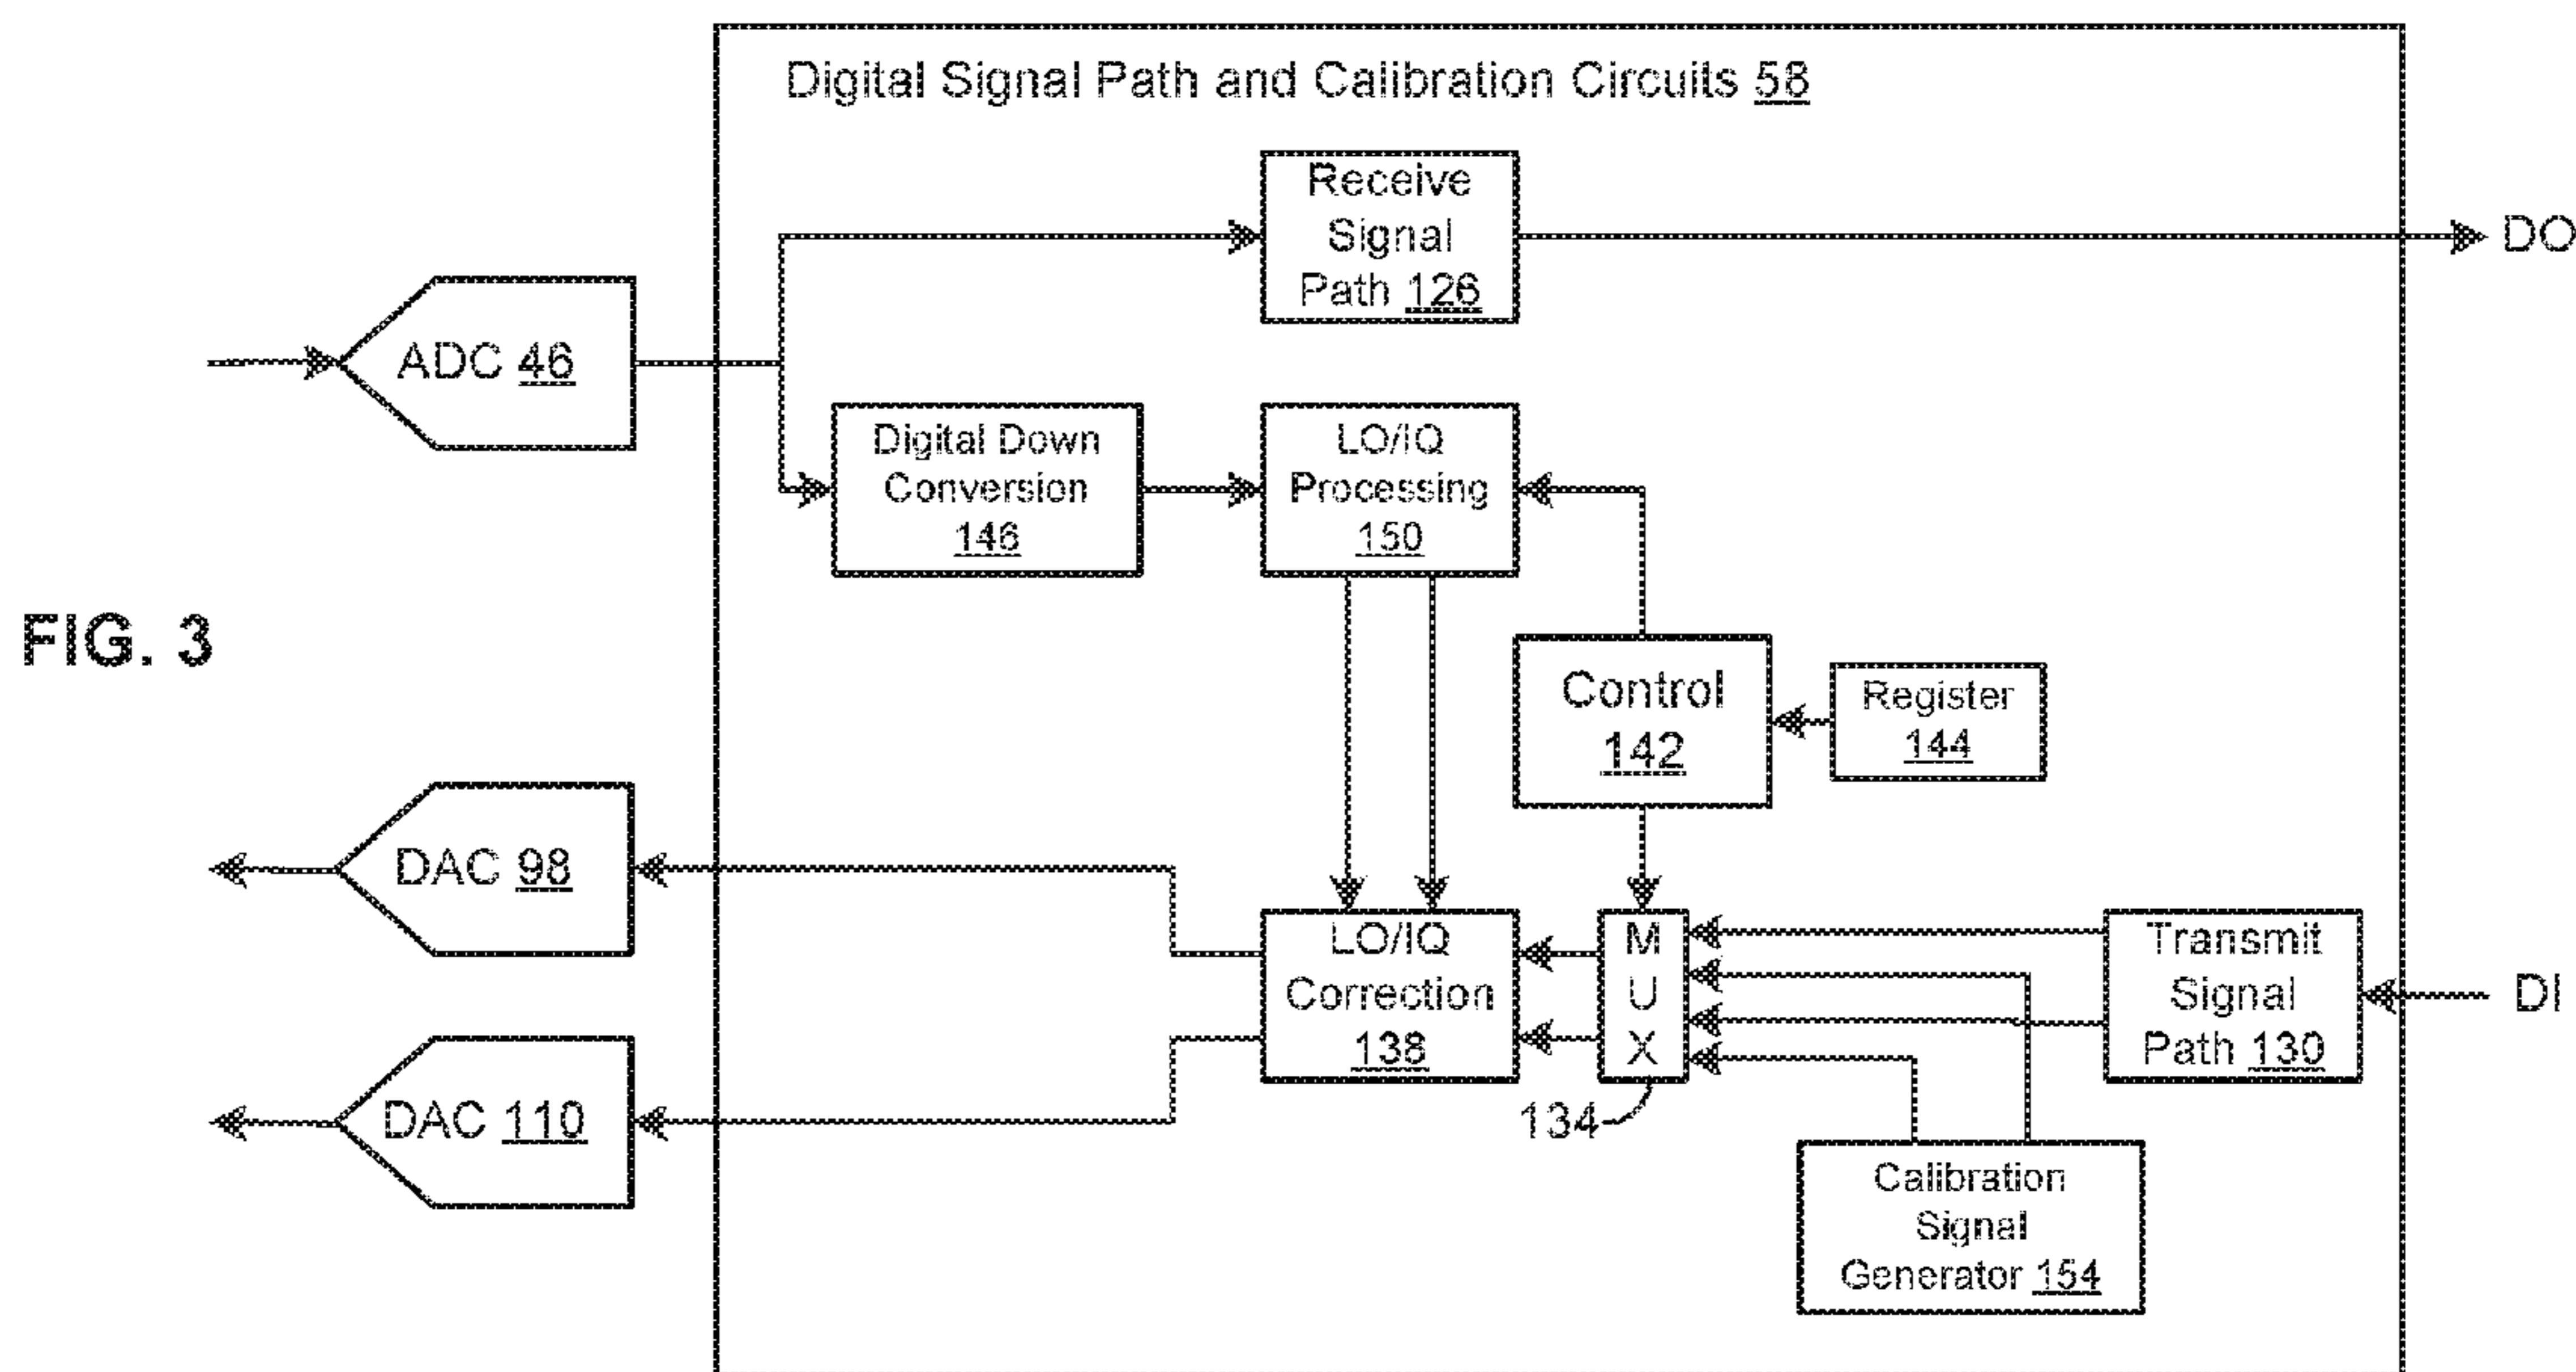 Digital Signal Path and Calibration Circuits 58
Receive
Signal
Path 126
DO
ADC 46
Digital Down
Conversion
146
LO/IQ
Processing
150
FIG. 3
Control
142
Register
144
DAC 98
LO/IQ
Correction
138
M
U
X
Transmit
Signal
Path 130
DI
DAC 110
134
Calibration
Signal
Generator 154